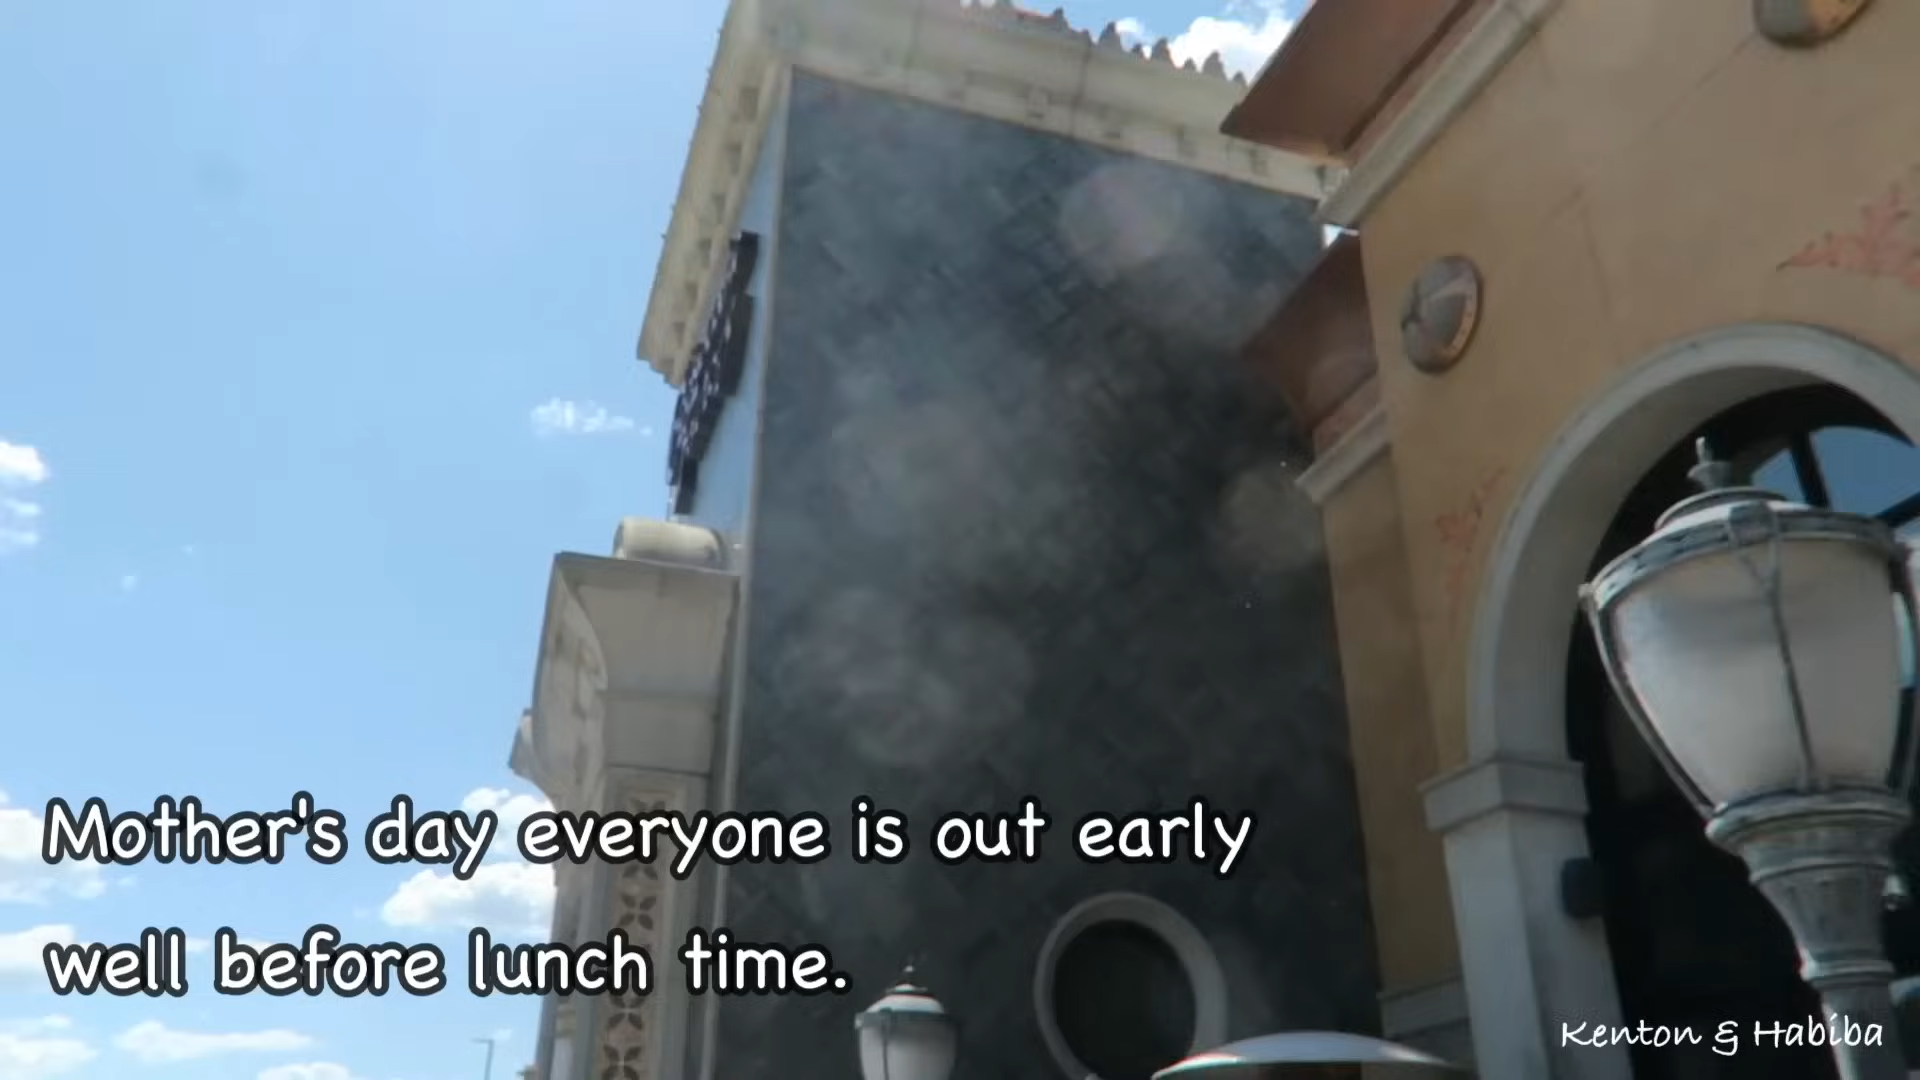 Mother's day everyone is out early
well before lunch time.
Kenton & Habiba